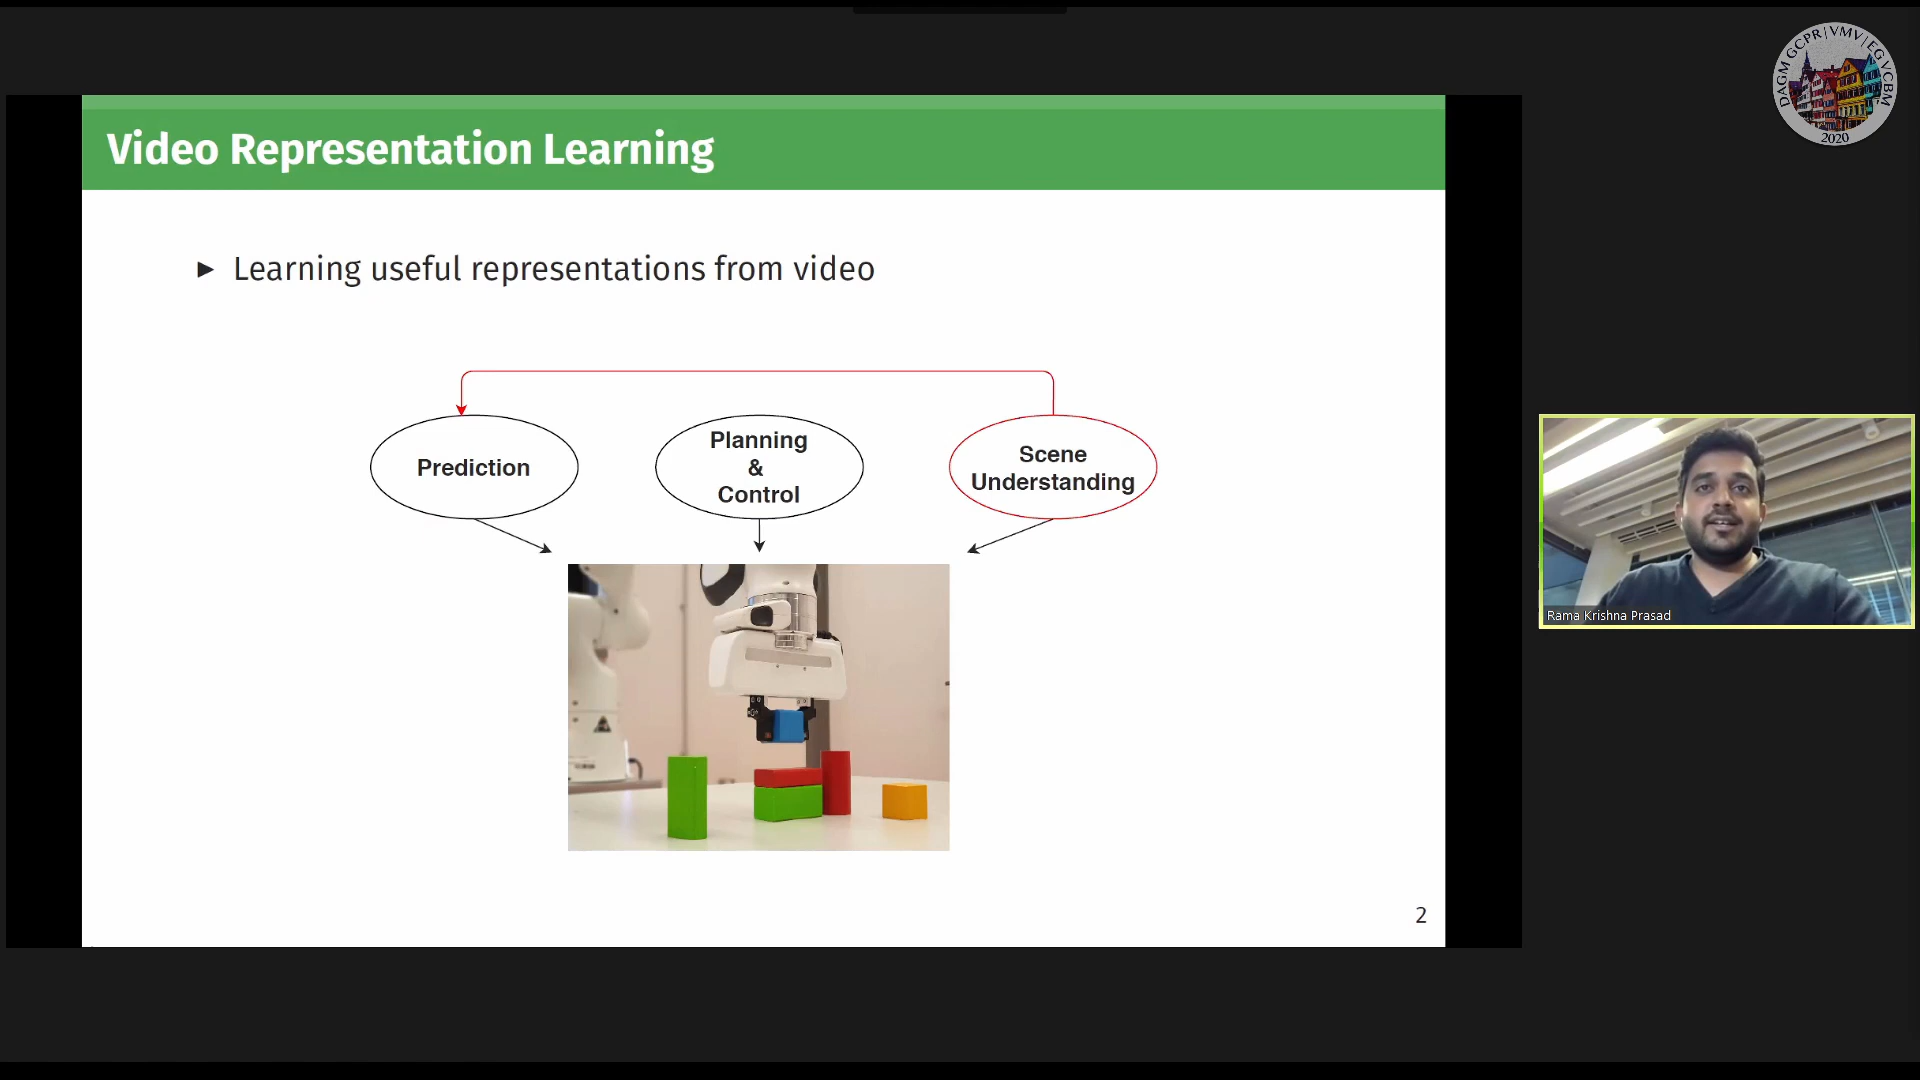 DAGM GCPR|VMV|EG VCBM
2020
Video Representation Learning
► Learning useful representations from video
Prediction
Planning
&
Control
Scene
Understanding
Rama Krishna Prasad
2